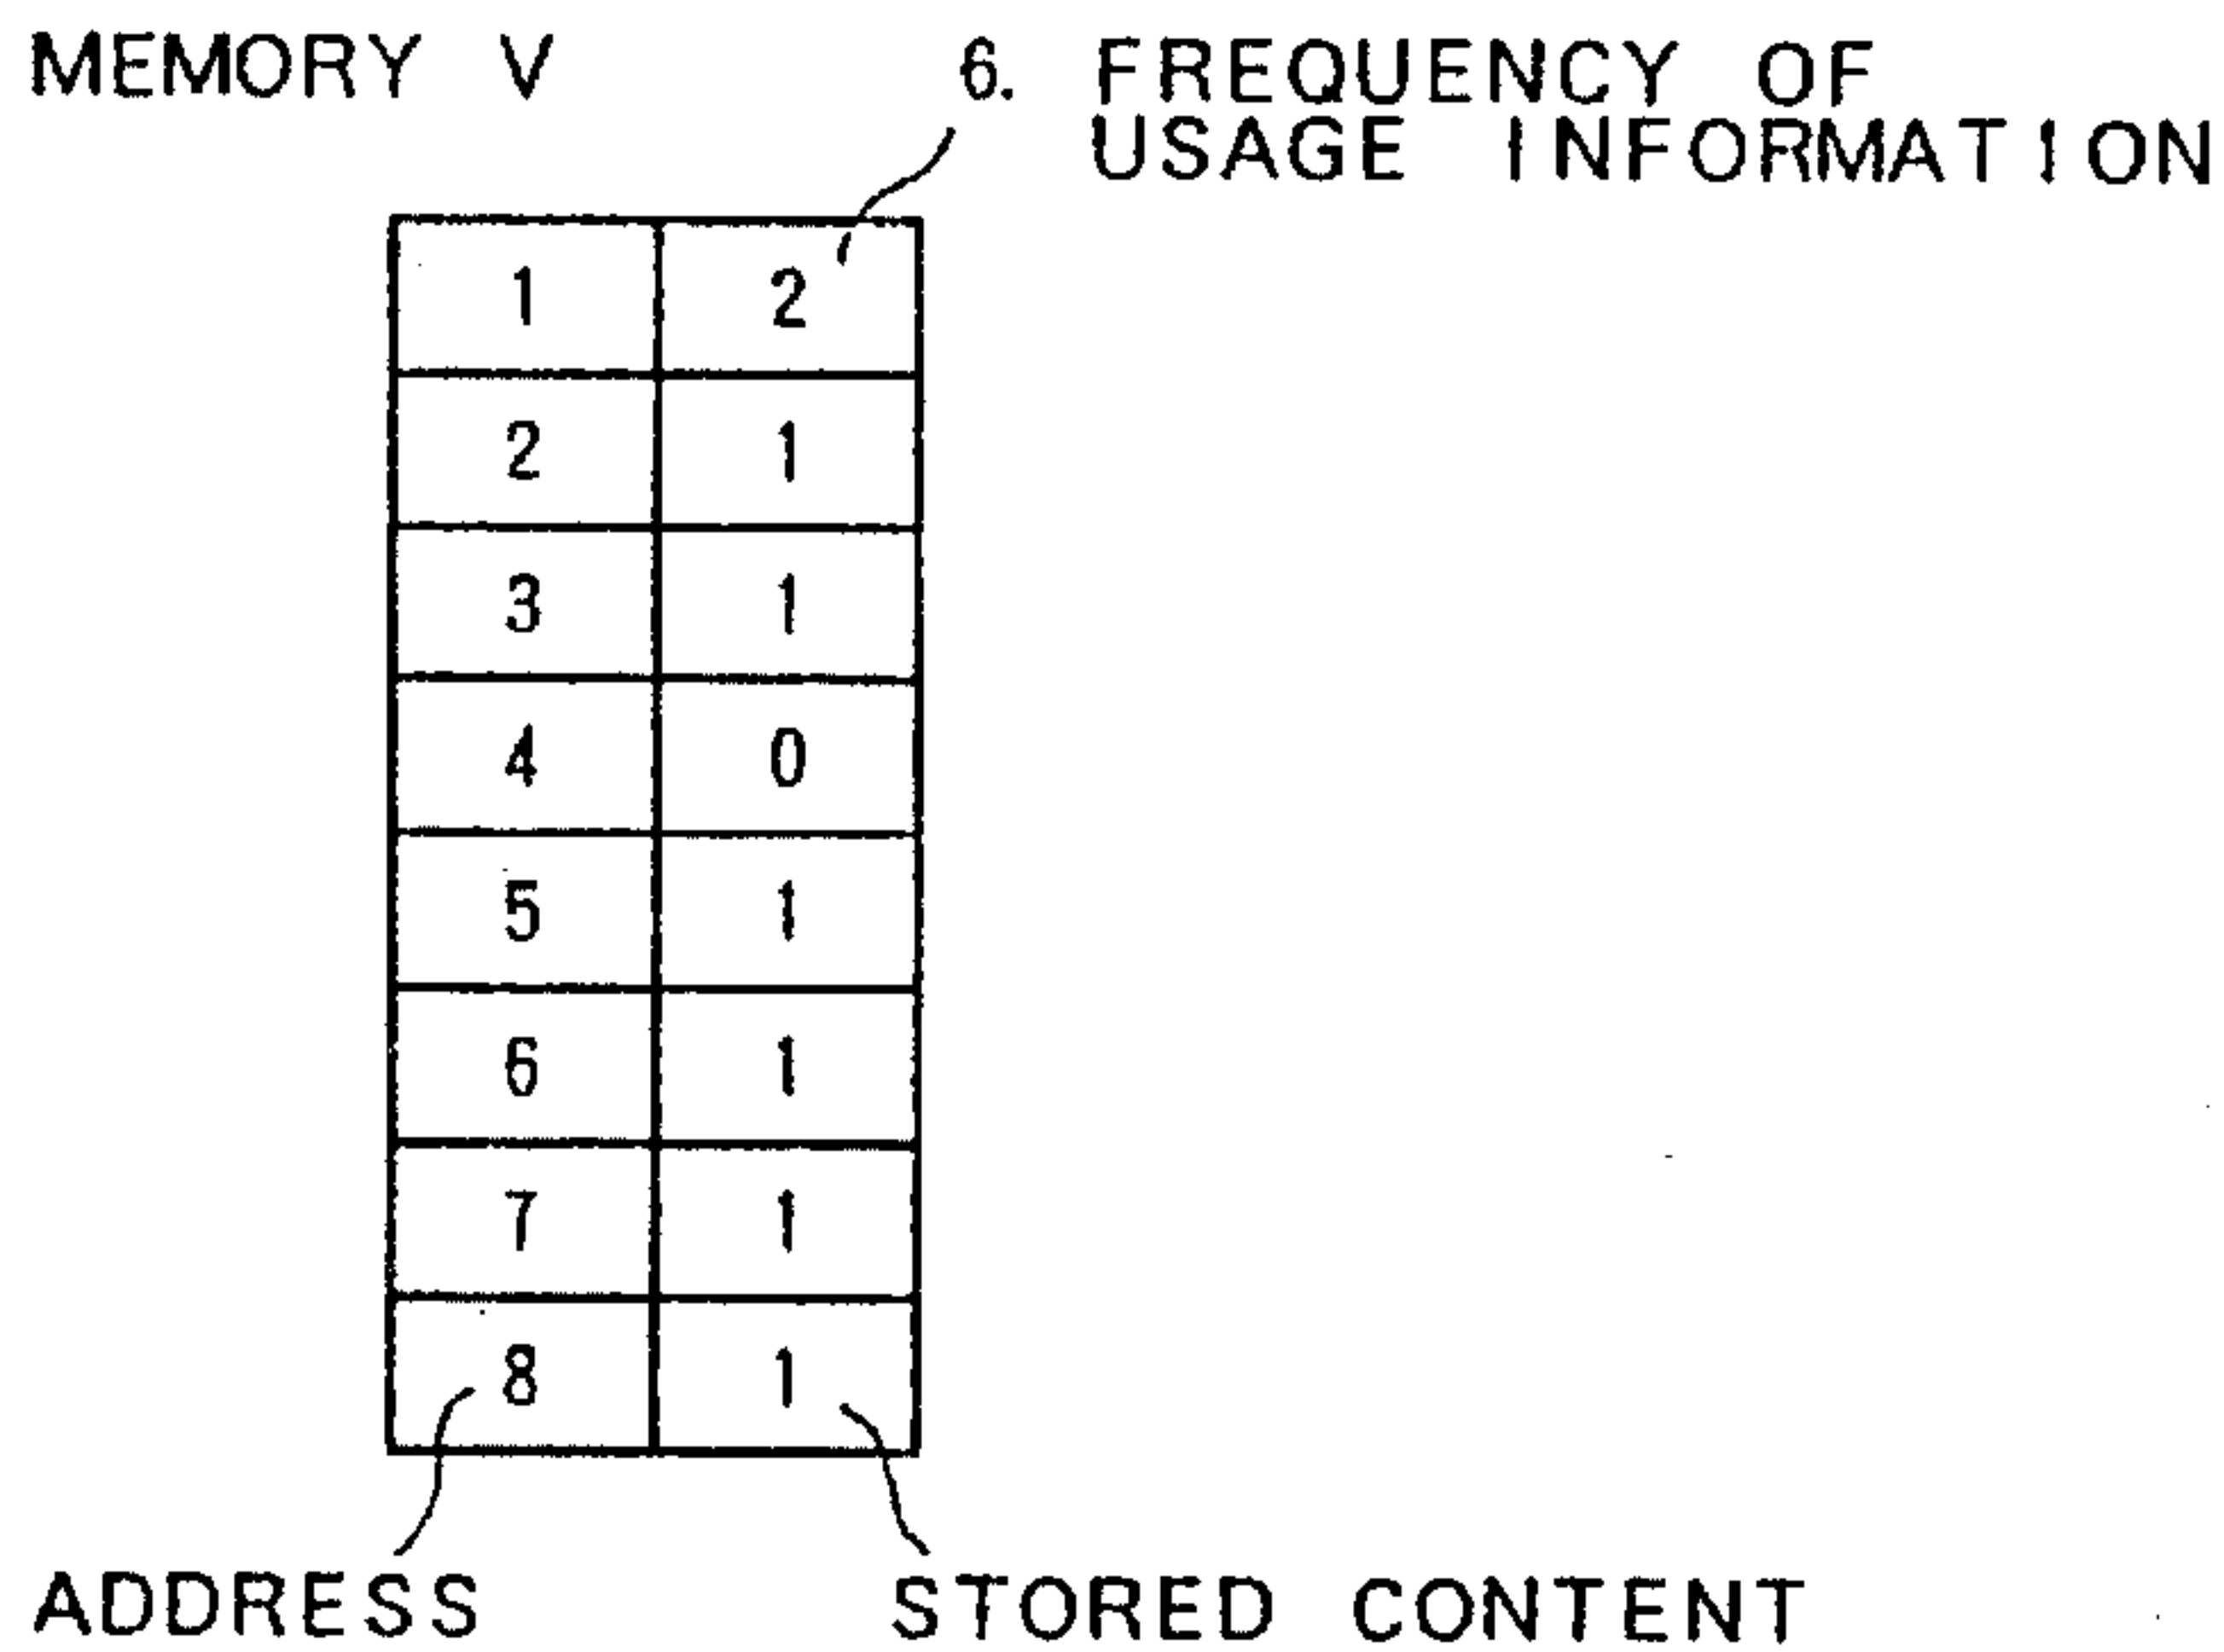 MEMORY V
6. FREQUENCY OF
USAGE INFORMATION
1 2
2 1
3 1
4 0
5 1
6 1
7 1
8 1
ADDRESS STORED CONTENT